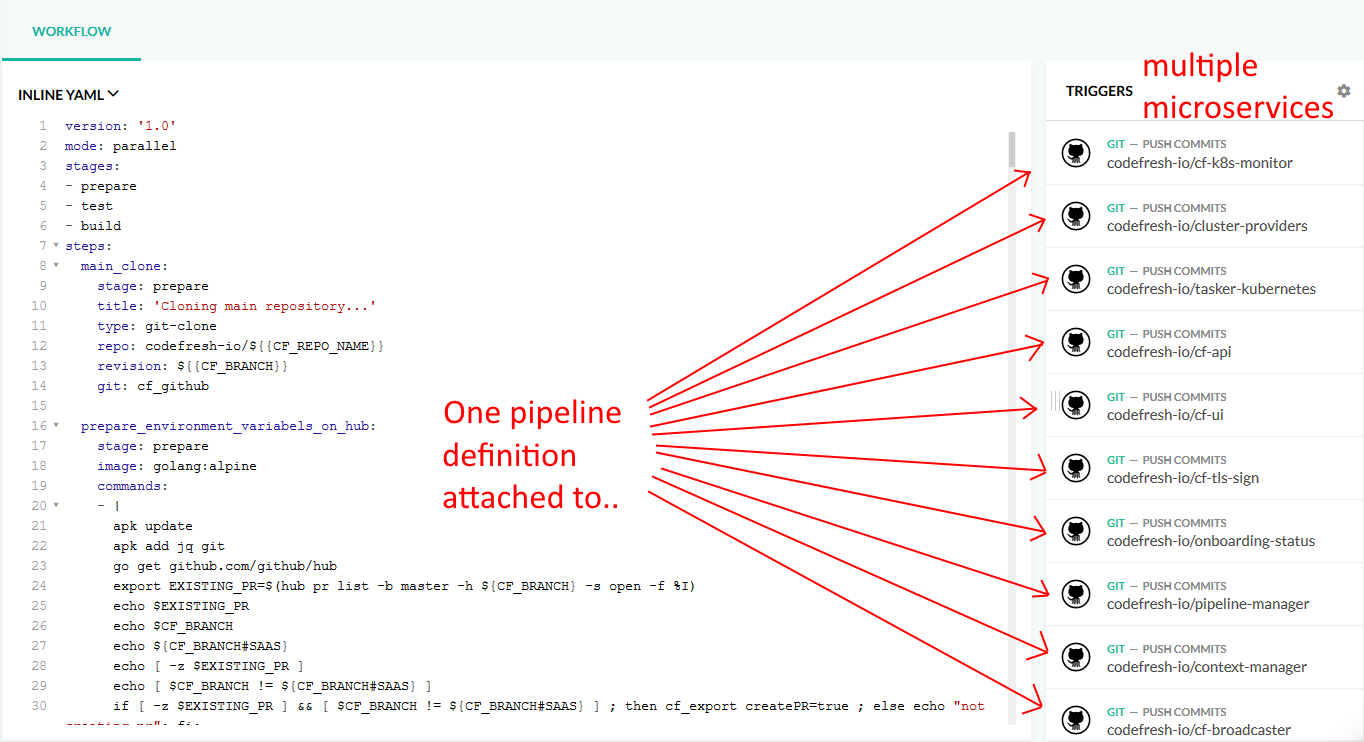 WORKFLOW
INLINE YAML
1 version: '1.0'
2 mode: parallel
3 stages:
4 - prepare
5 - test
6 - build
7 steps:
8 main_clone:
9 stage: prepare
10 title: 'Cloning main repository...'
11 type: git-clone
12 repo: codefresh-io/${{CF_REPO_NAME}}
13 revision: ${{CF_BRANCH}}
14 git: cf_github
15
16 prepare_environment_variabels_on_hub:
17 stage: prepare
18 image: golang:alpine
19 commands:
20 - |
21 apk update
22 apk add jq git
23 go get github.com/github/hub
24 export EXISTING_PR=$(hub pr list -b master -h ${CF_BRANCH} -s open -f %I)
25 echo $EXISTING_PR
26 echo $CF_BRANCH
27 echo ${CF_BRANCH#SAAS}
28 echo [ -z $EXISTING_PR ]
29 echo [ $CF_BRANCH != ${CF_BRANCH#SAAS} ]
30 if [ -z $EXISTING_PR ] && [ $CF_BRANCH != ${CF_BRANCH#SAAS} ] ; then cf_export createPR=true ; else echo "not
One pipeline
definition
attached to..
TRIGGERS
multiple
microservices
GIT — PUSH COMMITS
codefresh-io/cf-k8s-monitor
GIT — PUSH COMMITS
codefresh-io/cluster-providers
GIT — PUSH COMMITS
codefresh-io/tasker-kubernetes
GIT — PUSH COMMITS
codefresh-io/cf-api
GIT — PUSH COMMITS
codefresh-io/cf-ui
GIT — PUSH COMMITS
codefresh-io/cf-tls-sign
GIT — PUSH COMMITS
codefresh-io/onboarding-status
GIT — PUSH COMMITS
codefresh-io/pipeline-manager
GIT — PUSH COMMITS
codefresh-io/context-manager
GIT — PUSH COMMITS
codefresh-io/cf-broadcaster